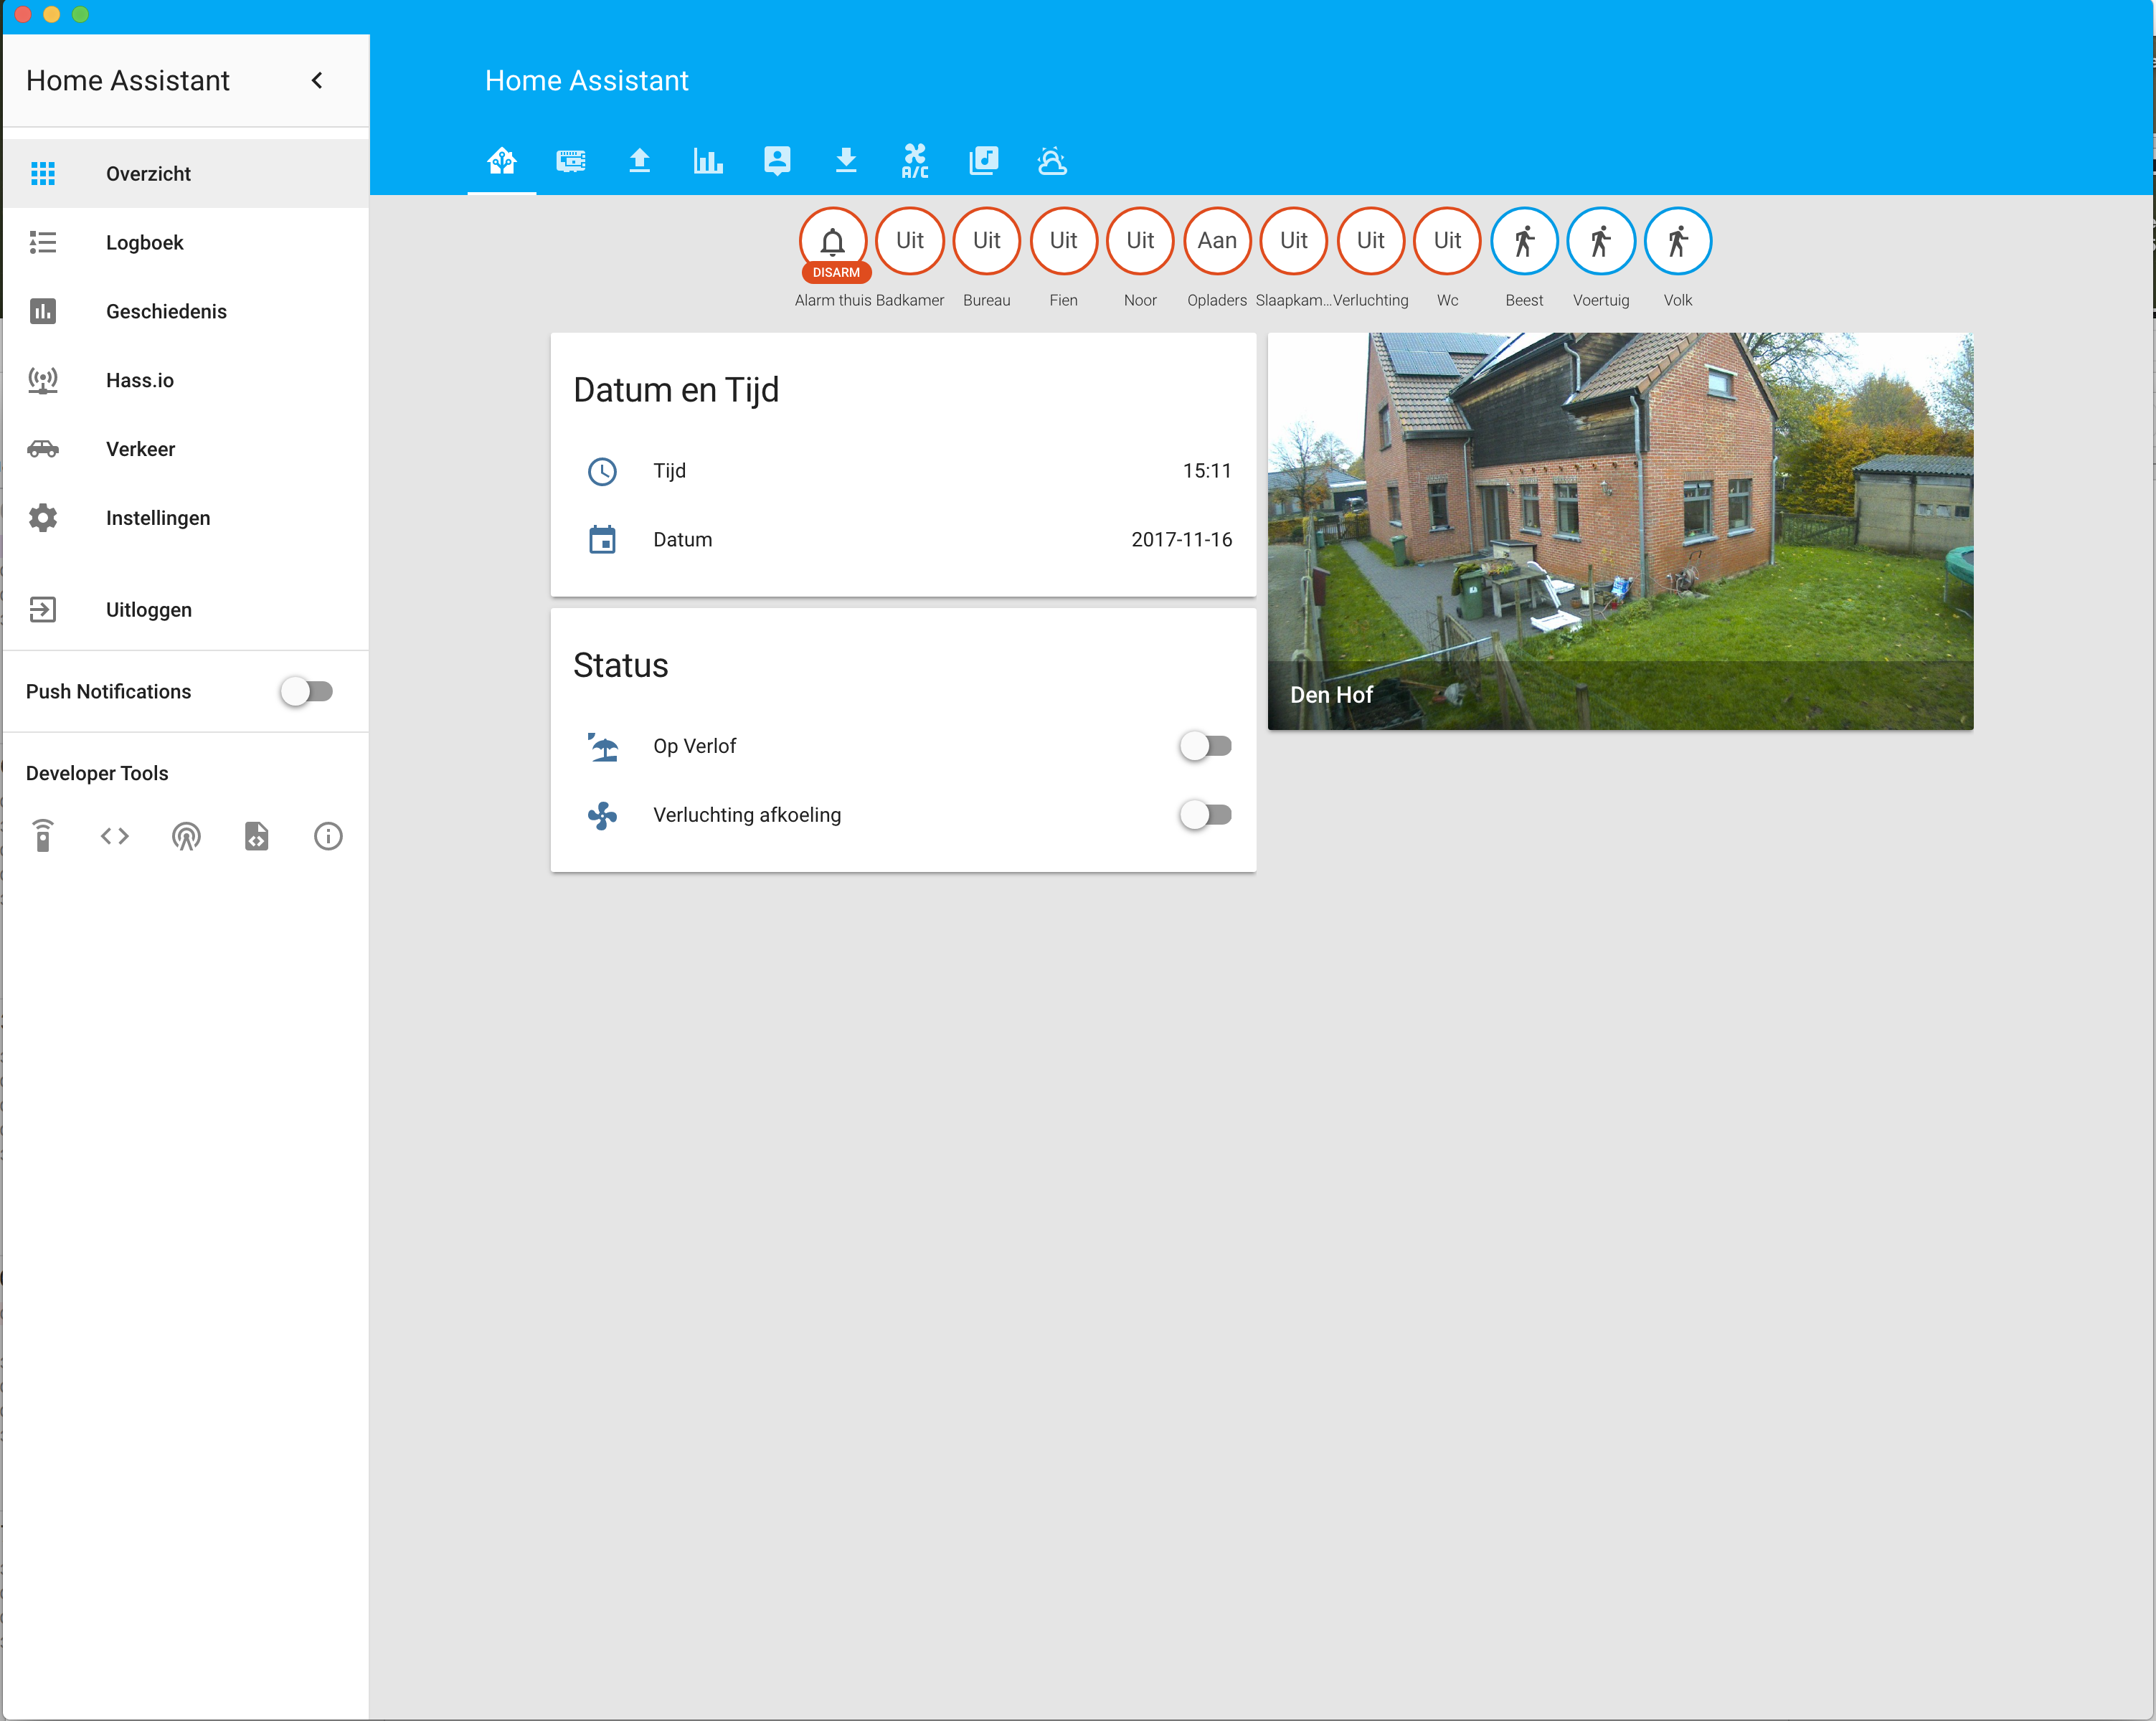 Home Assistant
Overzicht
Logboek
Geschiedenis
Hass.io
Verkeer
Instellingen
Uitloggen
Push Notifications
Developer Tools
Home Assistant
A/C
Uit Uit Uit Uit Aan Uit Uit Uit
DISARM
Alarm thuis Badkamer Bureau Fien Noor Opladers Slaapkam... Verluchting Wc Beest Voertuig Volk
Datum en Tijd
Tijd 15:11
Datum 2017-11-16
Status
Op Verlof
Verluchting afkoeling
Den Hof